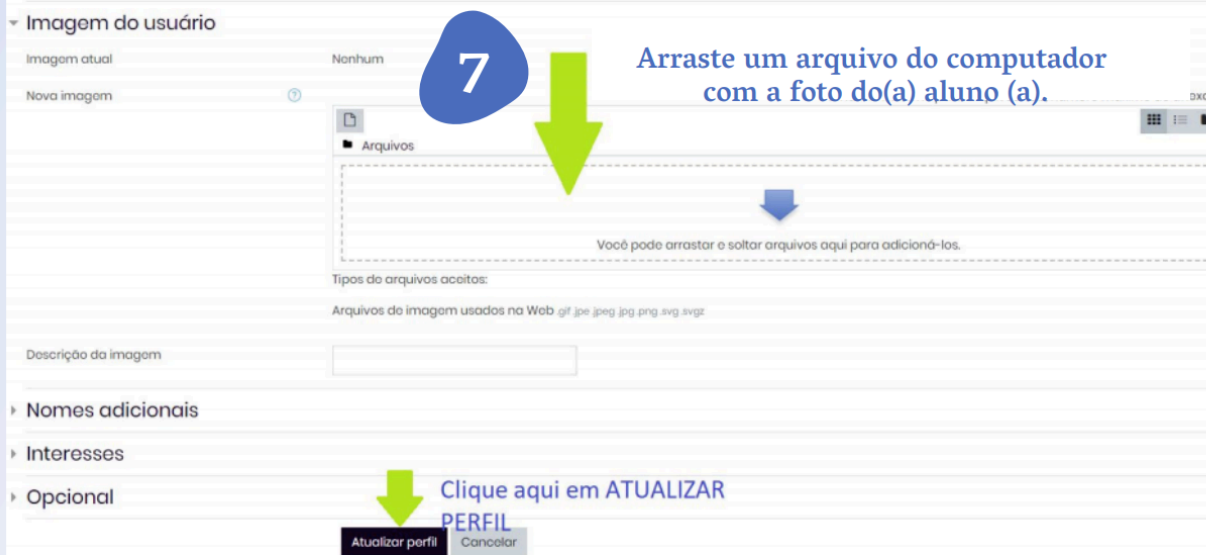 Imagem do usuário
Imagem atual
Nenhum
7
Arraste um arquivo do computador
com a foto do(a) aluno (a).
Nova imagem
Arquivos
Você pode arrastar e soltar arquivos aqui para adicioná-los.
Tipos de arquivos aceitos:
Arquivos de imagem usados na Web .gif .jpe .jpeg .jpg .png .svg .svgz
Descrição da imagem
Nomes adicionais
Interesses
Opcional
Clique aqui em ATUALIZAR
PERFIL
Atualizar perfil
Cancelar